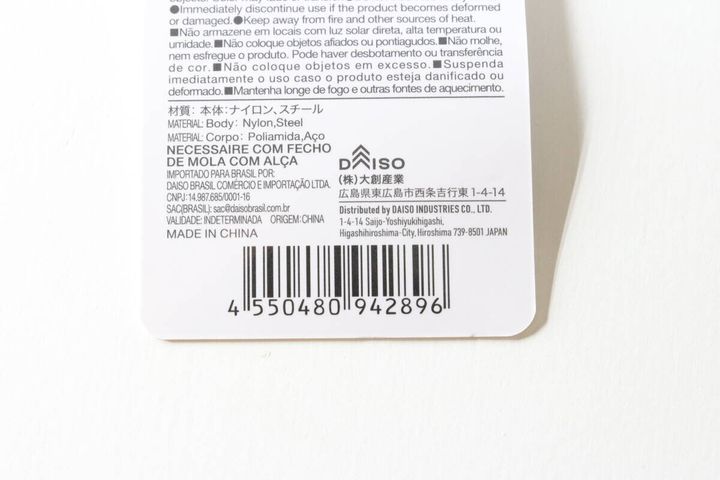 ●Immediately discontinue use if the product becomes deformed
or damaged.●Keep away from fire and other sources of heat.
■Não armazene em locais com luz solar direta, alta temperatura ou
umidade.■Não coloque objetos afiados ou pontiagudos.■Não molhe,
nem esfregue o produto. Pode haver desbotamento ou transferência
de cor.■Não coloque objetos em excesso.■Suspenda
imediatamente o uso caso o produto esteja danificado ou
deformado.■Mantenha longe de fogo e outras fontes de aquecimento.
材質：本体：ナイロン、スチール
MATERIAL: Body: Nylon,Steel
MATERIAL: Corpo: Poliamida,Aço
NECESSAIRE COM FECHO
DE MOLA COM ALÇA
IMPORTADO PARA BRASIL POR:
DAISO BRASIL COMÉRCIO E IMPORTAÇÃO LTDA.
CNPJ:14.987.685/0001-16
SAC(BRASIL): sac@daisobrasil.com.br
VALIDADE: INDETERMINADA ORIGEM:CHINA
MADE IN CHINA
DAISO
(株)大創産業
広島県東広島市西条吉行東1-4-14
Distributed by DAISO INDUSTRIES CO., LTD.
1-4-14 Saijo-Yoshiyukihigashi,
Higashihiroshima-City, Hiroshima 739-8501 JAPAN
4 550480 942896